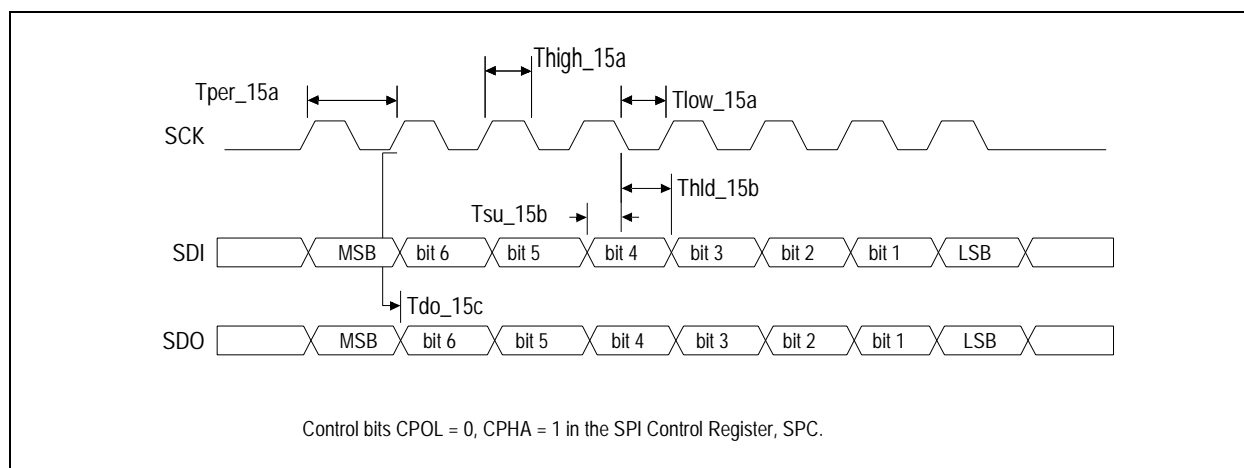 Thigh_15a
Tper_15a
Tlow_15a
SCK
Thld_15b
Tsu_15b
SDI MSB bit 6 bit 5 bit 4 bit 3 bit 2 bit 1 LSB
Tdo_15c
SDO MSB bit 6 bit 5 bit 4 bit 3 bit 2 bit 1 LSB
Control bits CPOL = 0, CPHA = 1 in the SPI Control Register, SPC.